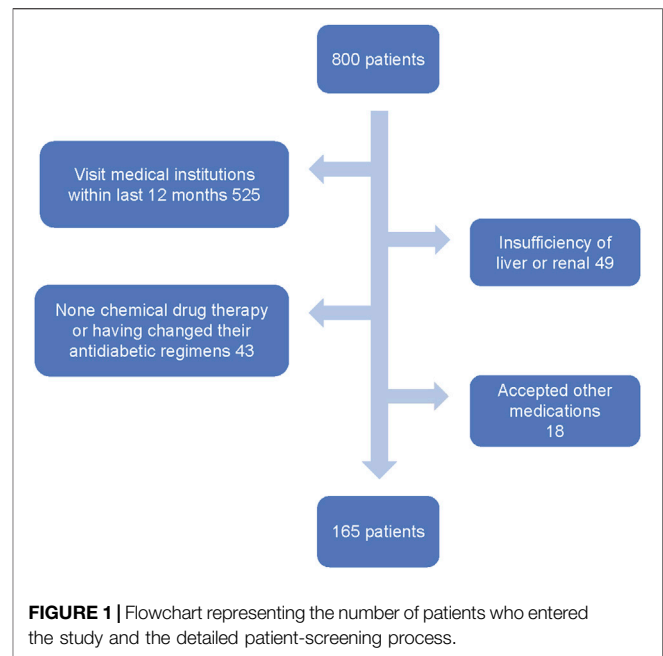 800 patients
Visit medical institutions
within last 12 months 525
Insufficiency of
liver or renal 49
None chemical drug therapy
or having changed their
antidiabetic regimens 43
Accepted other
medications
18
165 patients
FIGURE 1 | Flowchart representing the number of patients who entered
the study and the detailed patient-screening process.